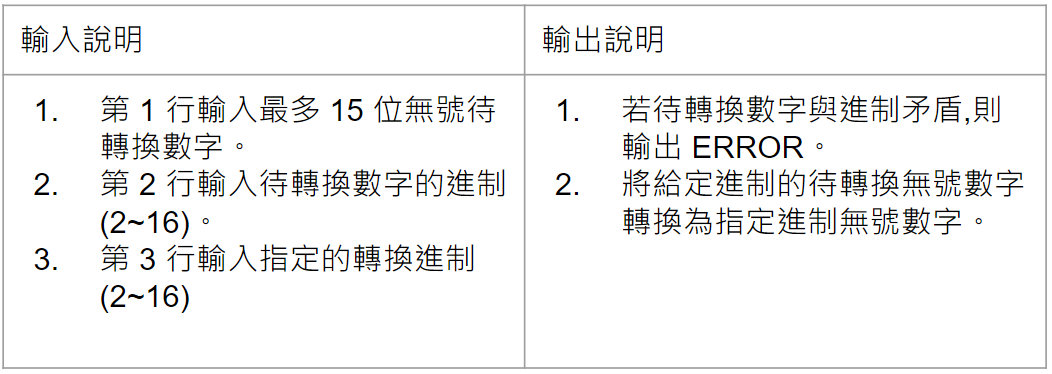 輸入說明
1. 第 1 行輸入最多 15 位無號待
轉換數字。
2. 第 2 行輸入待轉換數字的進制
(2~16)。
3. 第 3 行輸入指定的轉換進制
(2~16)
輸出說明
1. 若待轉換數字與進制矛盾,則
輸出 ERROR。
2. 將給定進制的待轉換無號數字
轉換為指定進制無號數字。